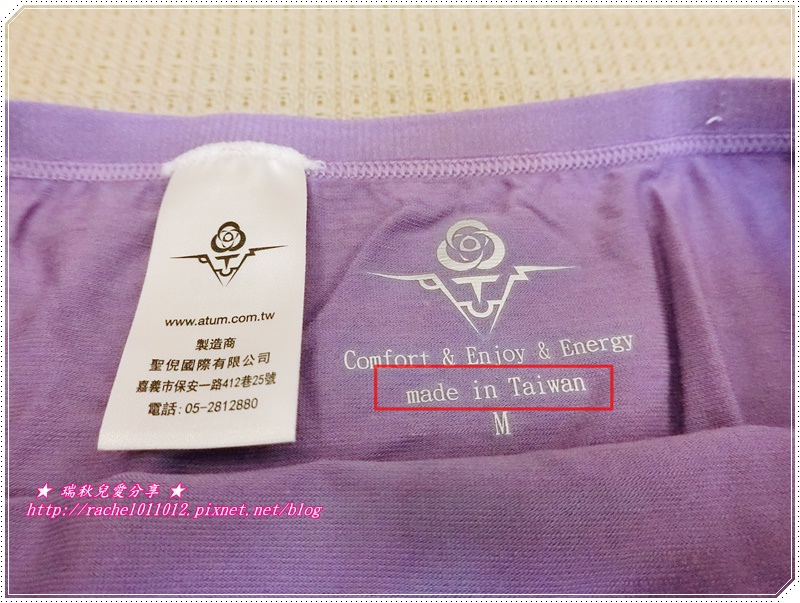 www.atum.com.tw
製造商
聖倪國際有限公司
嘉義市保安一路412巷25號
電話:05-2812880
Comfort & Enjoy & Energy
made in Taiwan
M
★ 瑞秋兒愛分享 ★
http://rachel011012.pixnet.net/blog